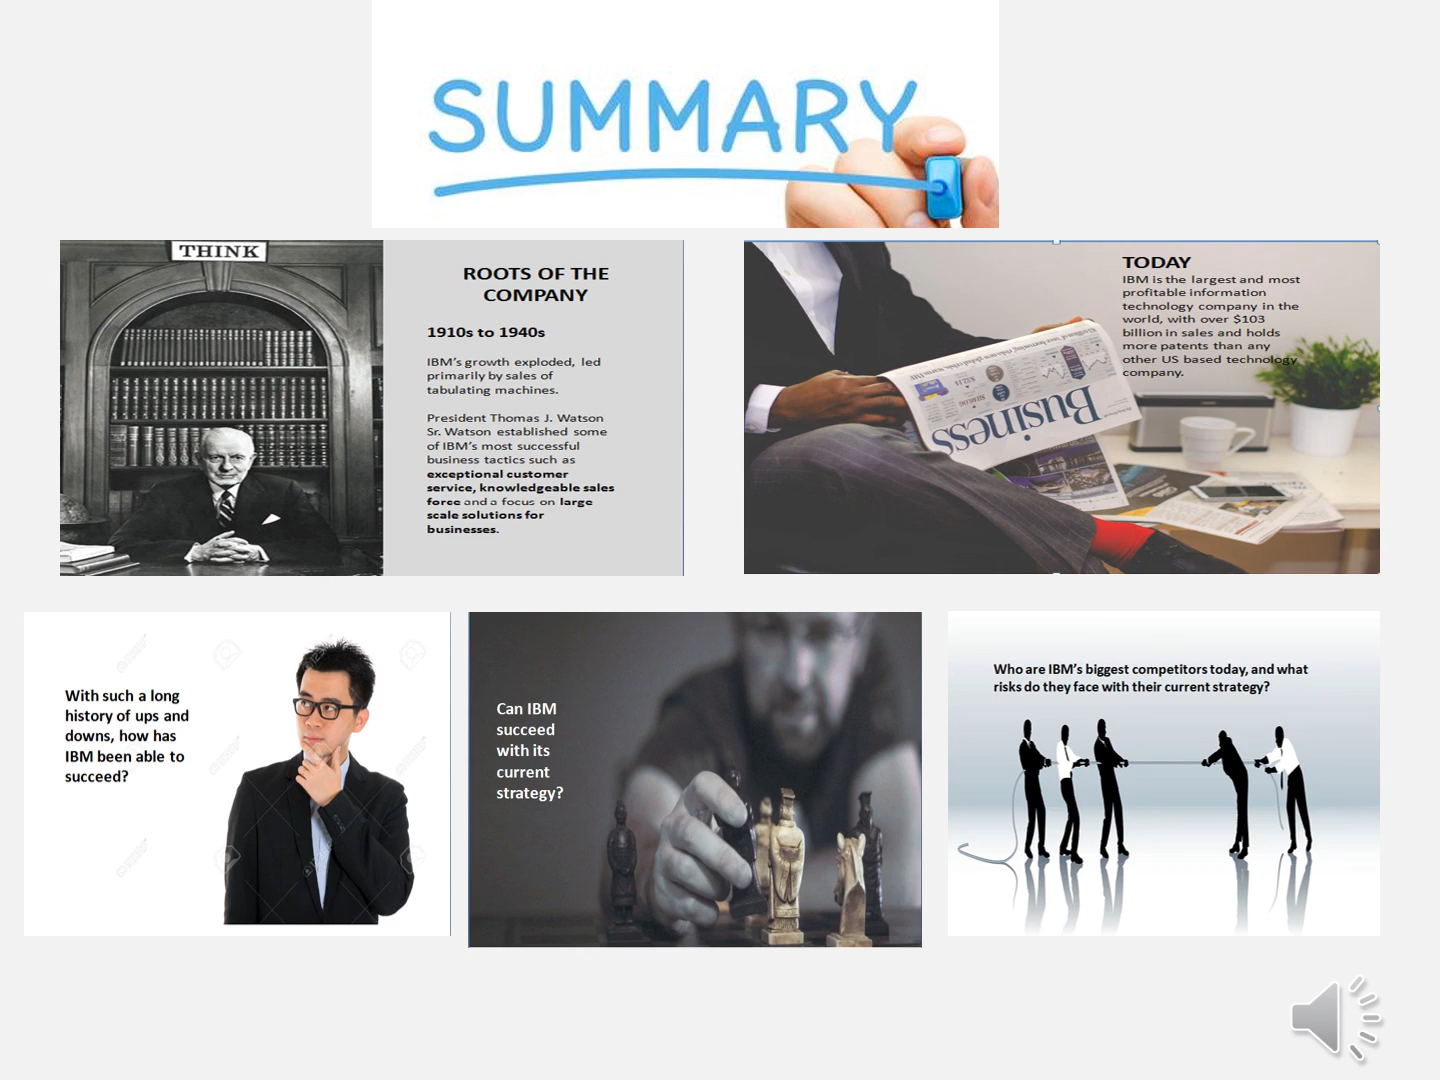 SUMMARY
THINK
ROOTS OF THE
COMPANY
1910s to 1940s
IBM's growth exploded, led
primarily by sales of
tabulating machines.
President Thomas J. Watson
Sr. Watson established some
of IBM's most successful
business tactics such as
exceptional customer
service, knowledgeable sales
force and a focus on large
scale solutions for
businesses.
TODAY
IBM is the largest and most
profitable information
technology company in the
world, with over $103
billion in sales and holds
more patents than any
other US based technology
company.
Business
With such a long
history of ups and
downs, how has
IBM been able to
succeed?
Can IBM
succeed
with its
current
strategy?
Who are IBM's biggest competitors today, and what
risks do they face with their current strategy?